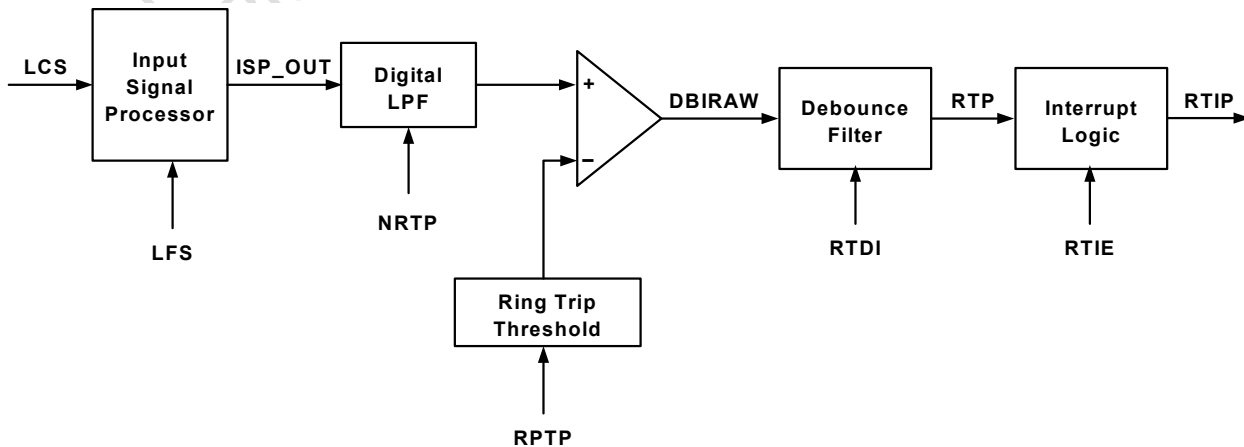 LCS
Input
Signal
Processor
ISP_OUT
Digital
LPF
+
−
DBIRAW
Debounce
Filter
RTP
Interrupt
Logic
RTIP
LFS
NRTP
RTDI
RTIE
Ring Trip
Threshold
RPTP